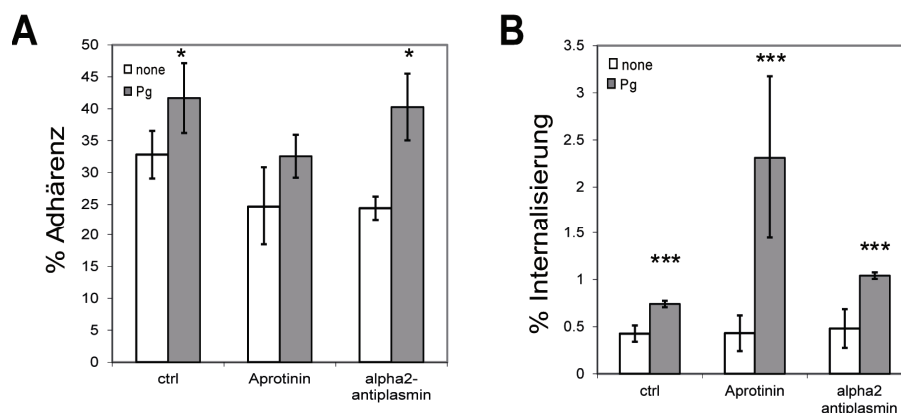 A
% Adhärenz
50
45
40
35
30
25
20
15
10
5
0
none
Pg
*
*
ctrl
Aprotinin
alpha2-
antiplasmin
B
% Internalisierung
3.5
3
2.5
2
1.5
1
0.5
0
none
Pg
***
***
***
ctrl
Aprotinin
alpha2
antiplasmin